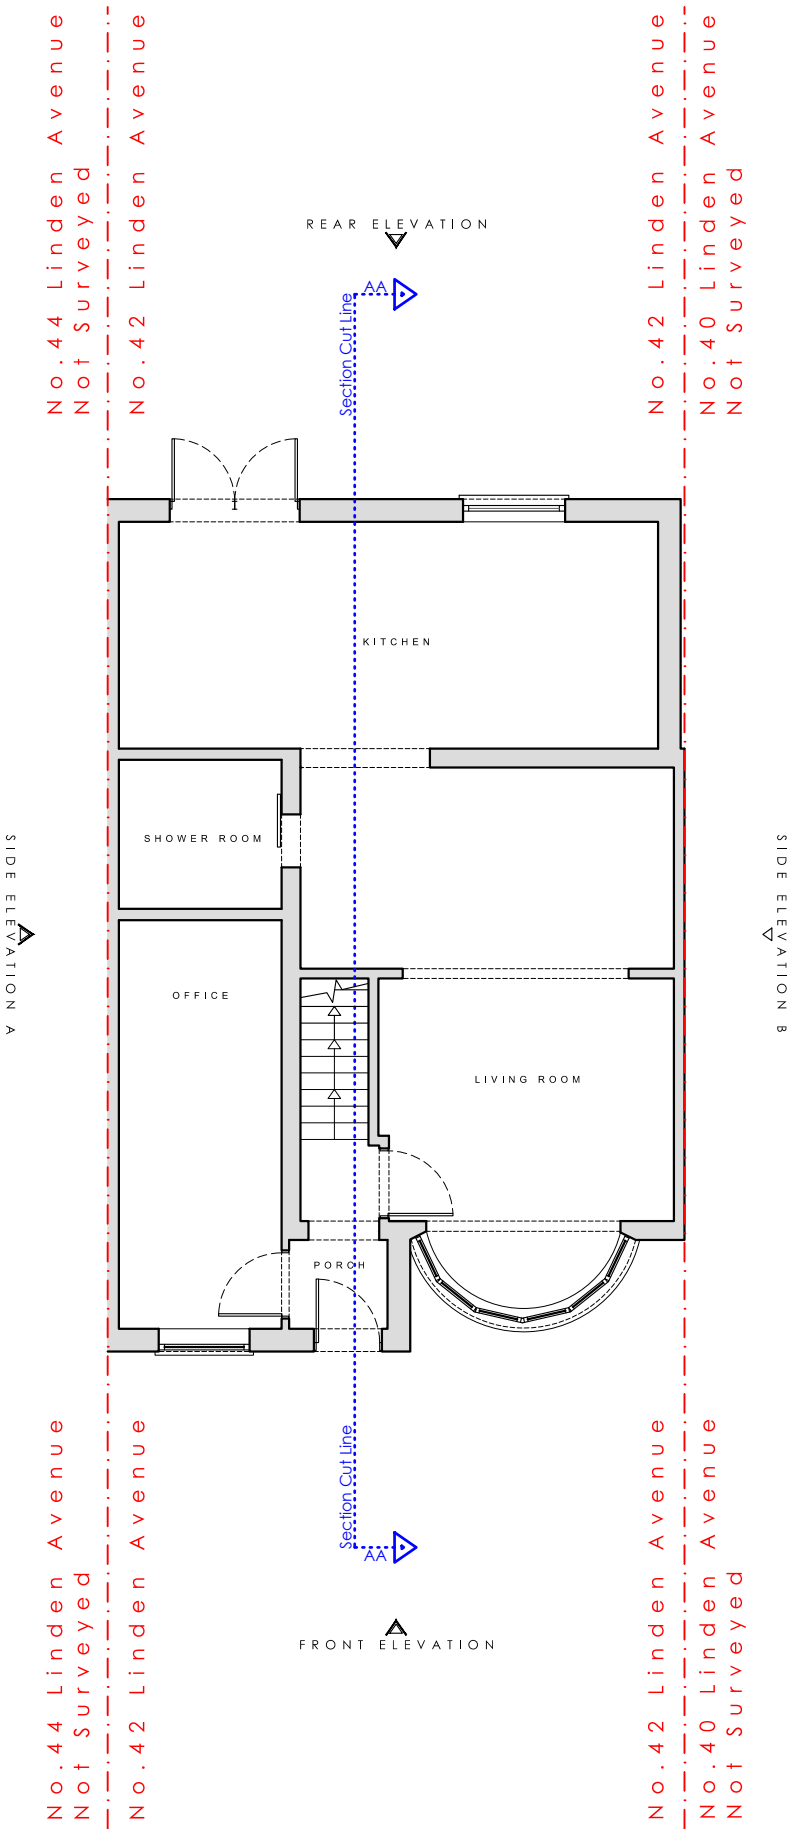 No.44 Linden Avenue
Not Surveyed
No.42 Linden Avenue
No.42 Linden Avenue
No.40 Linden Avenue
Not Surveyed
REAR ELEVATION
AA
Section Cut Line
KITCHEN
SHOWER ROOM
SIDE ELEVATION A
SIDE ELEVATION B
OFFICE
LIVING ROOM
PORCH
Section Cut Line
AA
FRONT ELEVATION
No.44 Linden Avenue
Not Surveyed
No.42 Linden Avenue
No.42 Linden Avenue
No.40 Linden Avenue
Not Surveyed